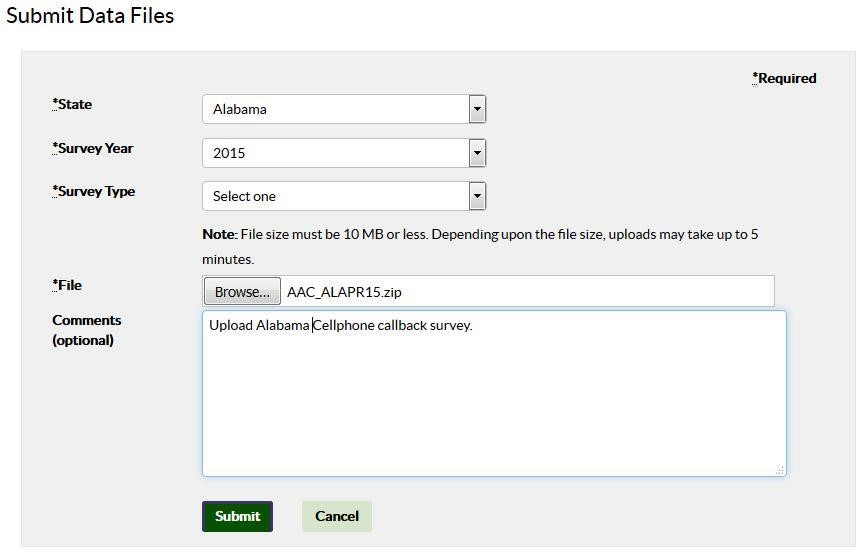 Submit Data Files
*Required
*State
Alabama
*Survey Year
2015
*Survey Type
Select one
Note: File size must be 10 MB or less. Depending upon the file size, uploads may take up to 5
minutes.
*File
Browse... AAC_ALAPR15.zip
Comments
(optional)
Upload Alabama Cellphone callback survey.
Submit Cancel